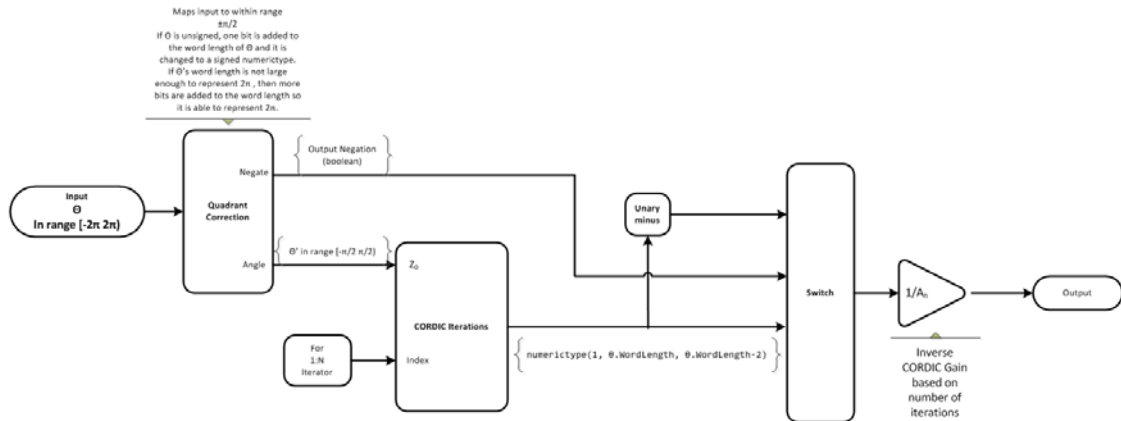 Maps input to within range
±π/2
If Θ is unsigned, one bit is added to
the word length of Θ and it is
changed to a signed numerictype.
If Θ's word length is not large
enough to represent 2π , then more
bits are added to the word length so
it is able to represent 2π.
Input
Θ
In range [-2π 2π)
Quadrant
Correction
Negate
Angle
Output Negation
(boolean)
Θ' in range [-π/2 π/2)
For
1:N
Iterator
Z₀
CORDIC Iterations
Index
Unary
minus
numerictype(1, θ.WordLength, θ.WordLength-2)
Switch
1/Aₙ
Inverse
CORDIC Gain
based on
number of
iterations
Output